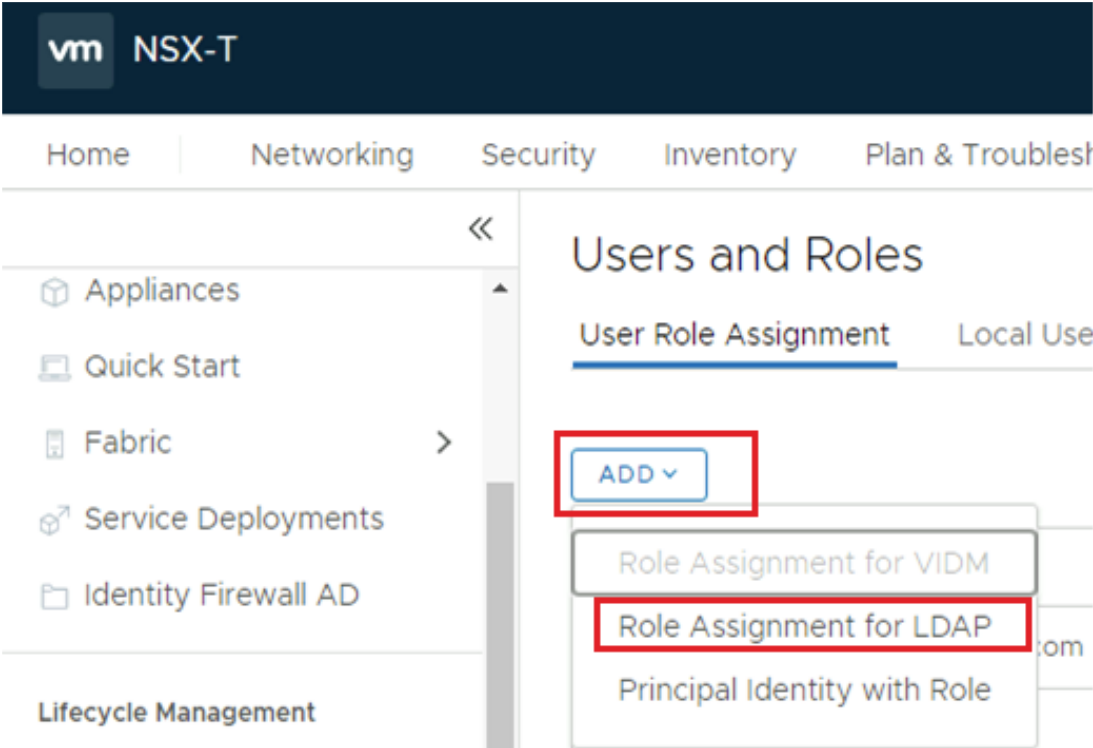 vm NSX-T
Home Networking Security Inventory Plan & Troublesh
Users and Roles
Appliances
User Role Assignment Local Use
Quick Start
Fabric
ADD
Service Deployments
Role Assignment for VIDM
Identity Firewall AD
Role Assignment for LDAP
com
Principal Identity with Role
Lifecycle Management